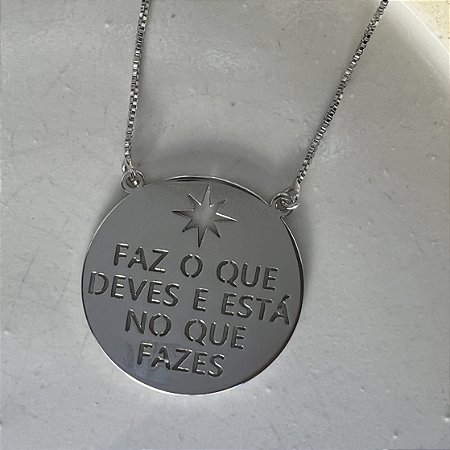 FAZ O QUE
DEVES E ESTÁ
NO QUE
FAZES